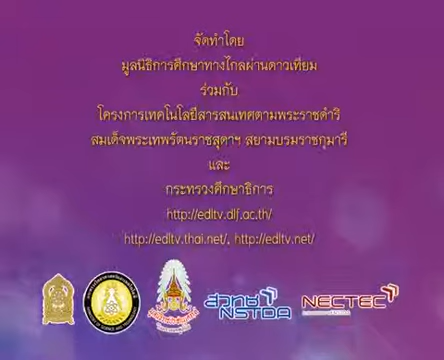 จัดทำโดย
มูลนิธิการศึกษาทางไกลผ่านดาวเทียม
ร่วมกับ
โครงการเทคโนโลยีสารสนเทศตามพระราชดำริ
สมเด็จพระเทพรัตนราชสุดาฯ สยามบรมราชกุมารี
และ
กระทรวงศึกษาธิการ
http://edltv.dlf.ac.th/
http://edltv.thai.net/, http://edltv.net/
สวทช NECTEC
NSTDA